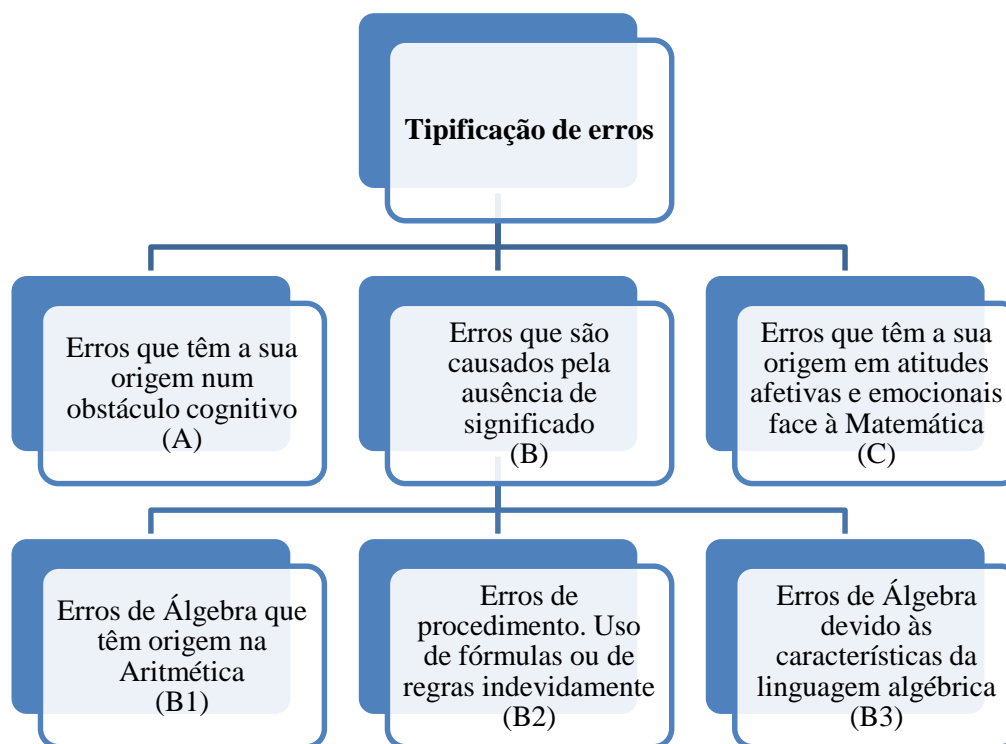 Tipificação de erros
Erros que têm a sua
origem num
obstáculo cognitivo
(A)
Erros que são
causados pela
ausência de
significado
(B)
Erros que têm a sua
origem em atitudes
afetivas e emocionais
face à Matemática
(C)
Erros de Álgebra que
têm origem na
Aritmética
(B1)
Erros de
procedimento. Uso
de fórmulas ou de
regras indevidamente
(B2)
Erros de Álgebra
devido às
características da
linguagem algébrica
(B3)